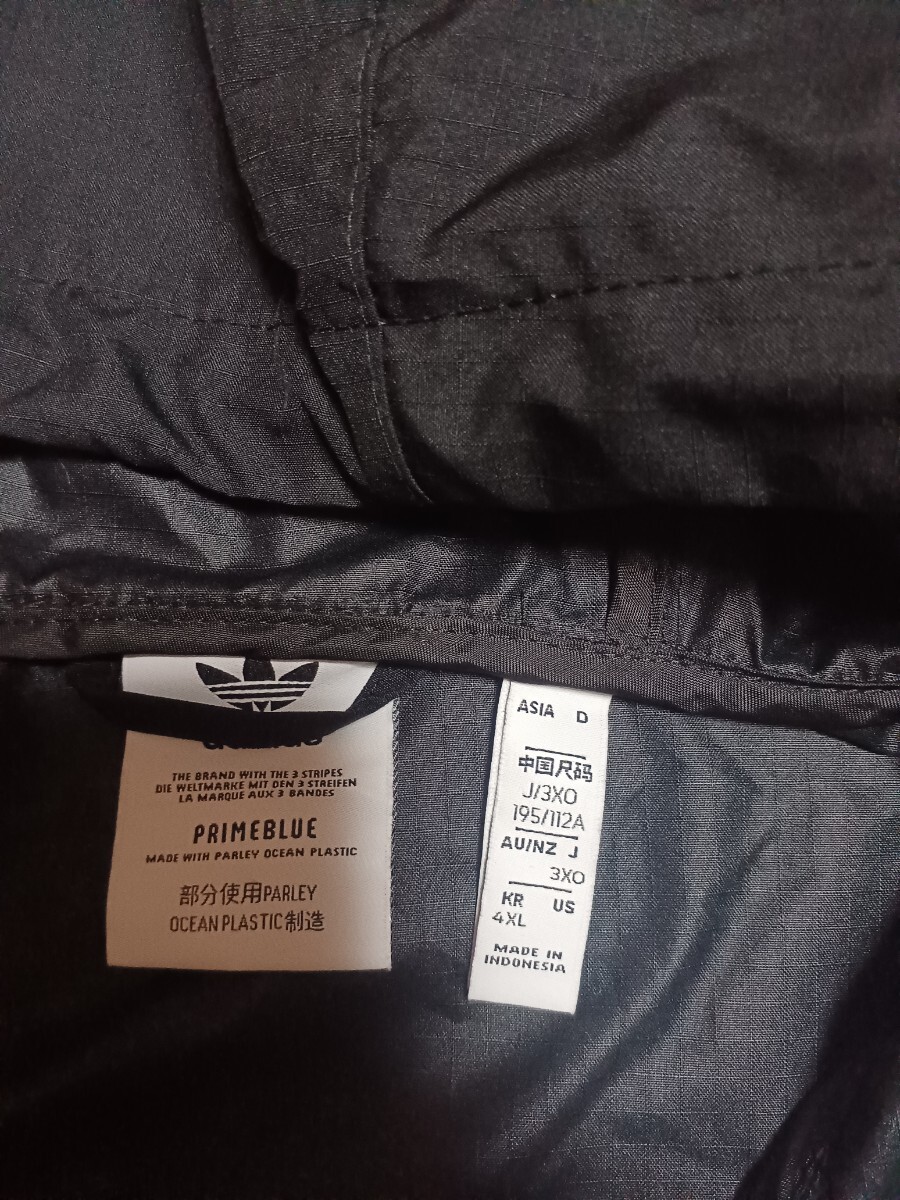 THE BRAND WITH THE 3 STRIPES
DIE WELTMARKE MIT DEN 3 STREIFEN
LA MARQUE AUX 3 BANDES
PRIMEBLUE
MADE WITH PARLEY OCEAN PLASTIC
部分使用PARLEY
OCEAN PLASTIC制造
ASIA D
中国尺码
J/3XO
195/112A
AU/NZ J
3XO
KR US
4XL
MADE IN
INDONESIA